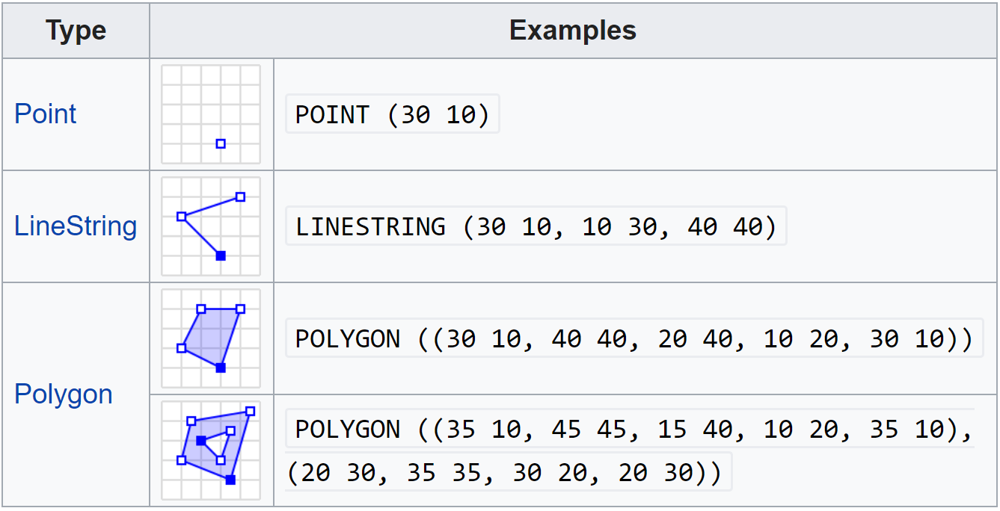 Type Examples
Point POINT (30 10)
LineString LINESTRING (30 10, 10 30, 40 40)
Polygon POLYGON ((30 10, 40 40, 20 40, 10 20, 30 10))
POLYGON ((35 10, 45 45, 15 40, 10 20, 35 10),
(20 30, 35 35, 30 20, 20 30))